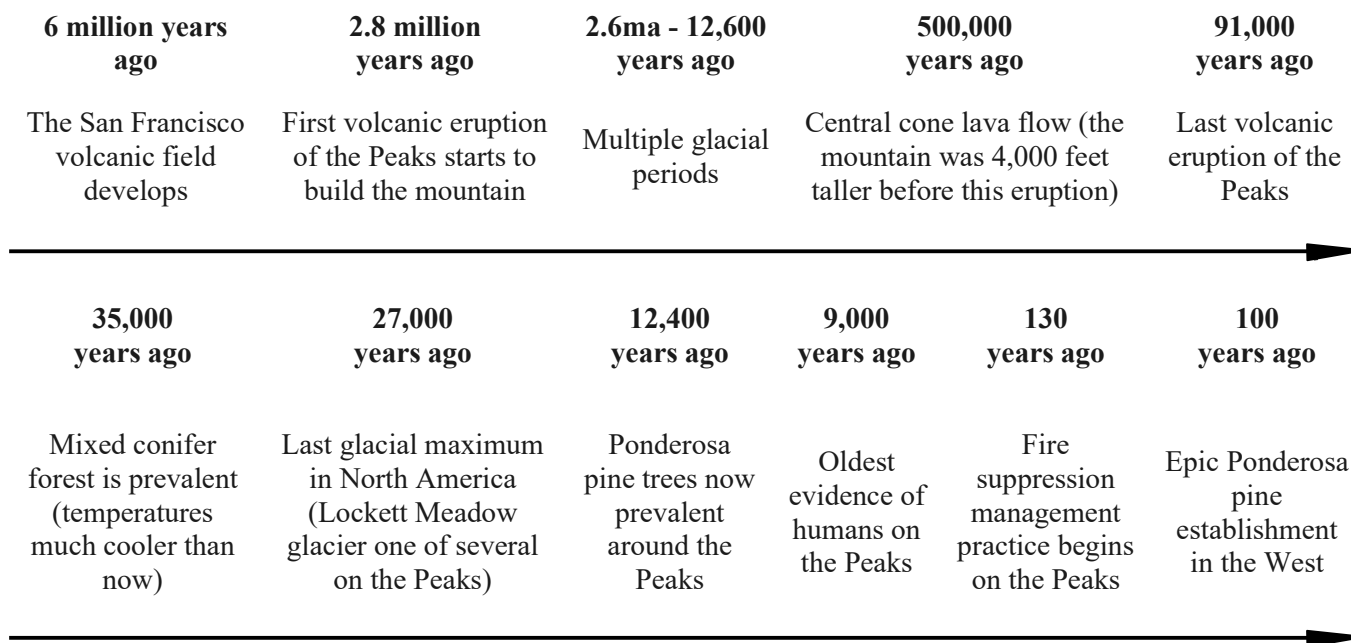 6 million years
ago
The San Francisco
volcanic field
develops
2.8 million
years ago
First volcanic eruption
of the Peaks starts to
build the mountain
2.6ma - 12,600
years ago
Multiple glacial
periods
500,000
years ago
Central cone lava flow (the
mountain was 4,000 feet
taller before this eruption)
91,000
years ago
Last volcanic
eruption of the
Peaks
35,000
years ago
Mixed conifer
forest is prevalent
(temperatures
much cooler than
now)
27,000
years ago
Last glacial maximum
in North America
(Lockett Meadow
glacier one of several
on the Peaks)
12,400
years ago
Ponderosa
pine trees now
prevalent
around the
Peaks
9,000
years ago
Oldest
evidence of
humans on
the Peaks
130
years ago
Fire
suppression
management
practice begins
on the Peaks
100
years ago
Epic Ponderosa
pine
establishment
in the West